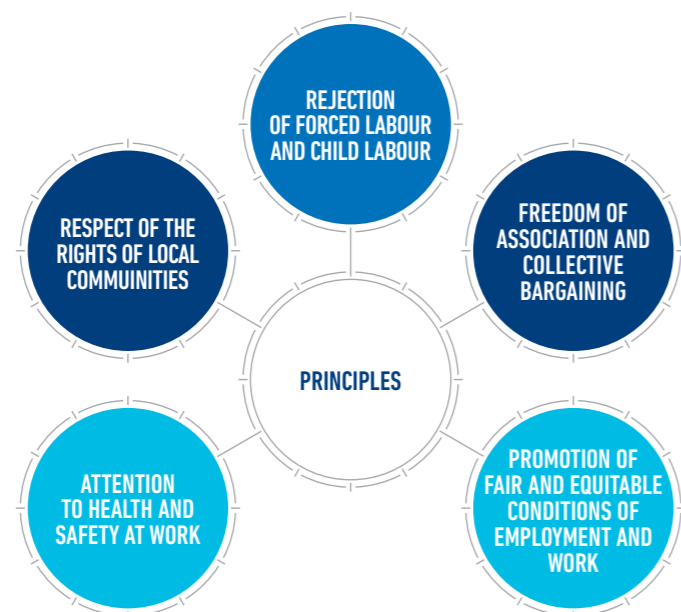 REJECTION
OF FORCED LABOUR
AND CHILD LABOUR
RESPECT OF THE
RIGHTS OF LOCAL
COMMUINITIES
FREEDOM OF
ASSOCIATION AND
COLLECTIVE
BARGAINING
PRINCIPLES
ATTENTION
TO HEALTH AND
SAFETY AT WORK
PROMOTION OF
FAIR AND EQUITABLE
CONDITIONS OF
EMPLOYMENT AND
WORK